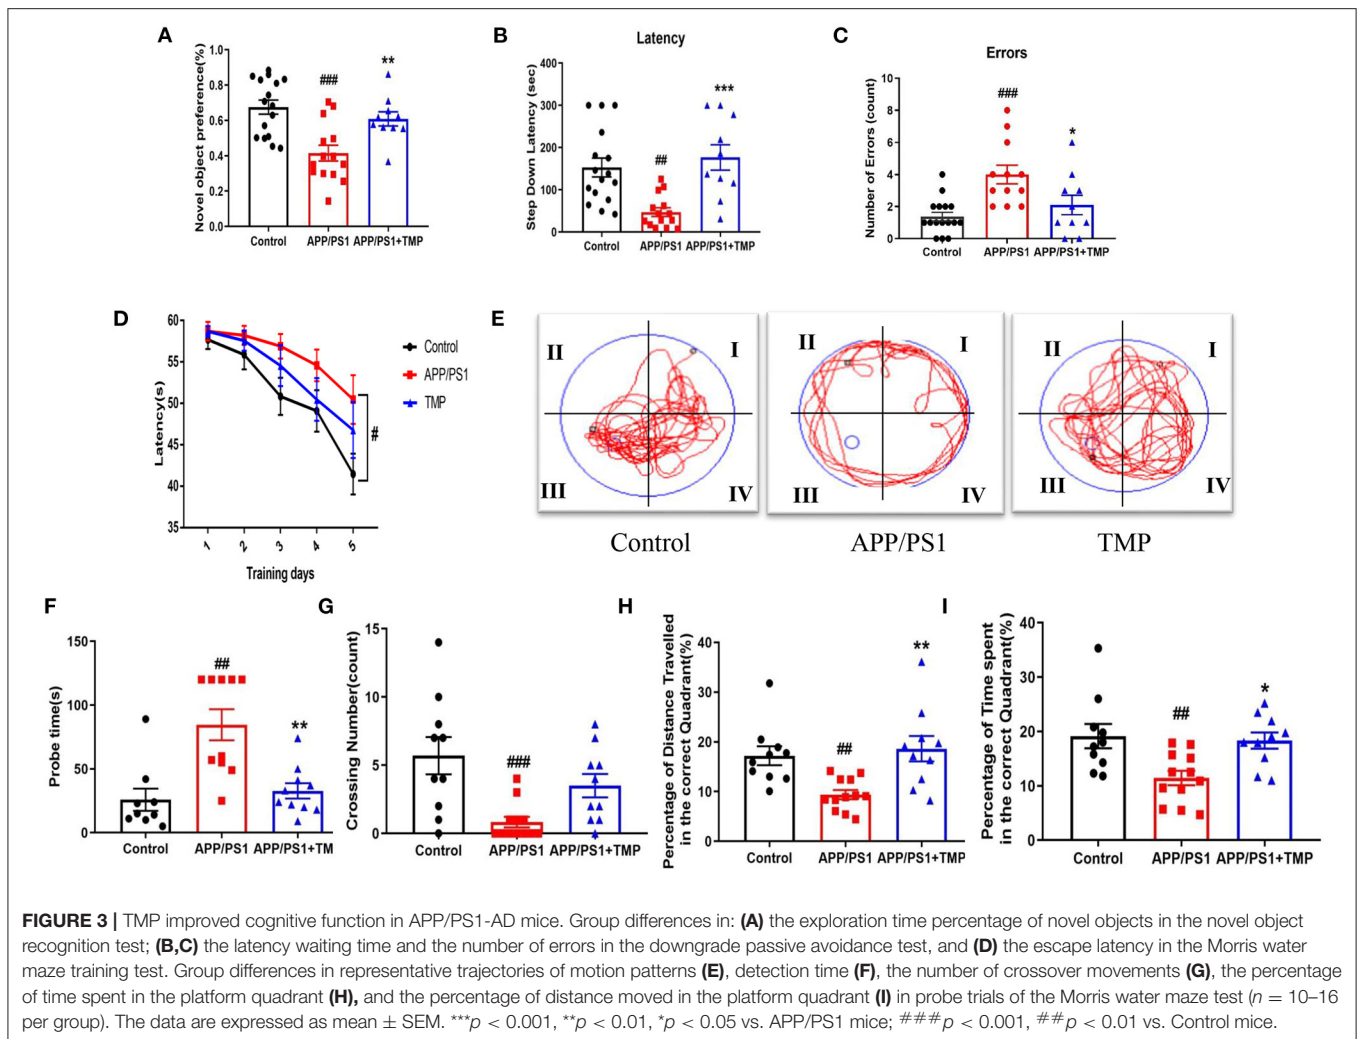 A
Novel object preference(%)
1.0
0.8
0.6
0.4
0.2
0.0
###
**
Control
APP/PS1
APP/PS1+TMP
B
Latency
Step Down Latency (sec)
400
300
200
100
0
##
***
Control
APP/PS1
APP/PS1+TMP
C
Errors
Number of Errors (count)
10
8
6
4
2
0
###
*
Control
APP/PS1
APP/PS1+TMP
D
Latency(s)
60
55
50
45
40
35
Control
APP/PS1
TMP
#
1
2
3
4
5
Training days
E
II
I
III
IV
Control
II
I
III
IV
APP/PS1
II
I
III
IV
TMP
F
Probe time(s)
150
100
50
0
##
**
Control
APP/PS1
APP/PS1+TM
G
Crossing Number(count)
15
10
5
0
###
Control
APP/PS1
APP/PS1+TMP
H
Percentage of Distance Travelled
in the correct Quadrant(%)
40
30
20
10
0
##
**
Control
APP/PS1
APP/PS1+TMP
I
Percentage of Time spent
in the correct Quadrant(%)
40
30
20
10
0
##
*
Control
APP/PS1
APP/PS1+TMP
FIGURE 3 | TMP improved cognitive function in APP/PS1-AD mice. Group differences in: (A) the exploration time percentage of novel objects in the novel object
recognition test; (B,C) the latency waiting time and the number of errors in the downgrade passive avoidance test, and (D) the escape latency in the Morris water
maze training test. Group differences in representative trajectories of motion patterns (E), detection time (F), the number of crossover movements (G), the percentage
of time spent in the platform quadrant (H), and the percentage of distance moved in the platform quadrant (I) in probe trials of the Morris water maze test (n = 10–16
per group). The data are expressed as mean ± SEM. ***p < 0.001, **p < 0.01, *p < 0.05 vs. APP/PS1 mice; ###p < 0.001, ##p < 0.01 vs. Control mice.